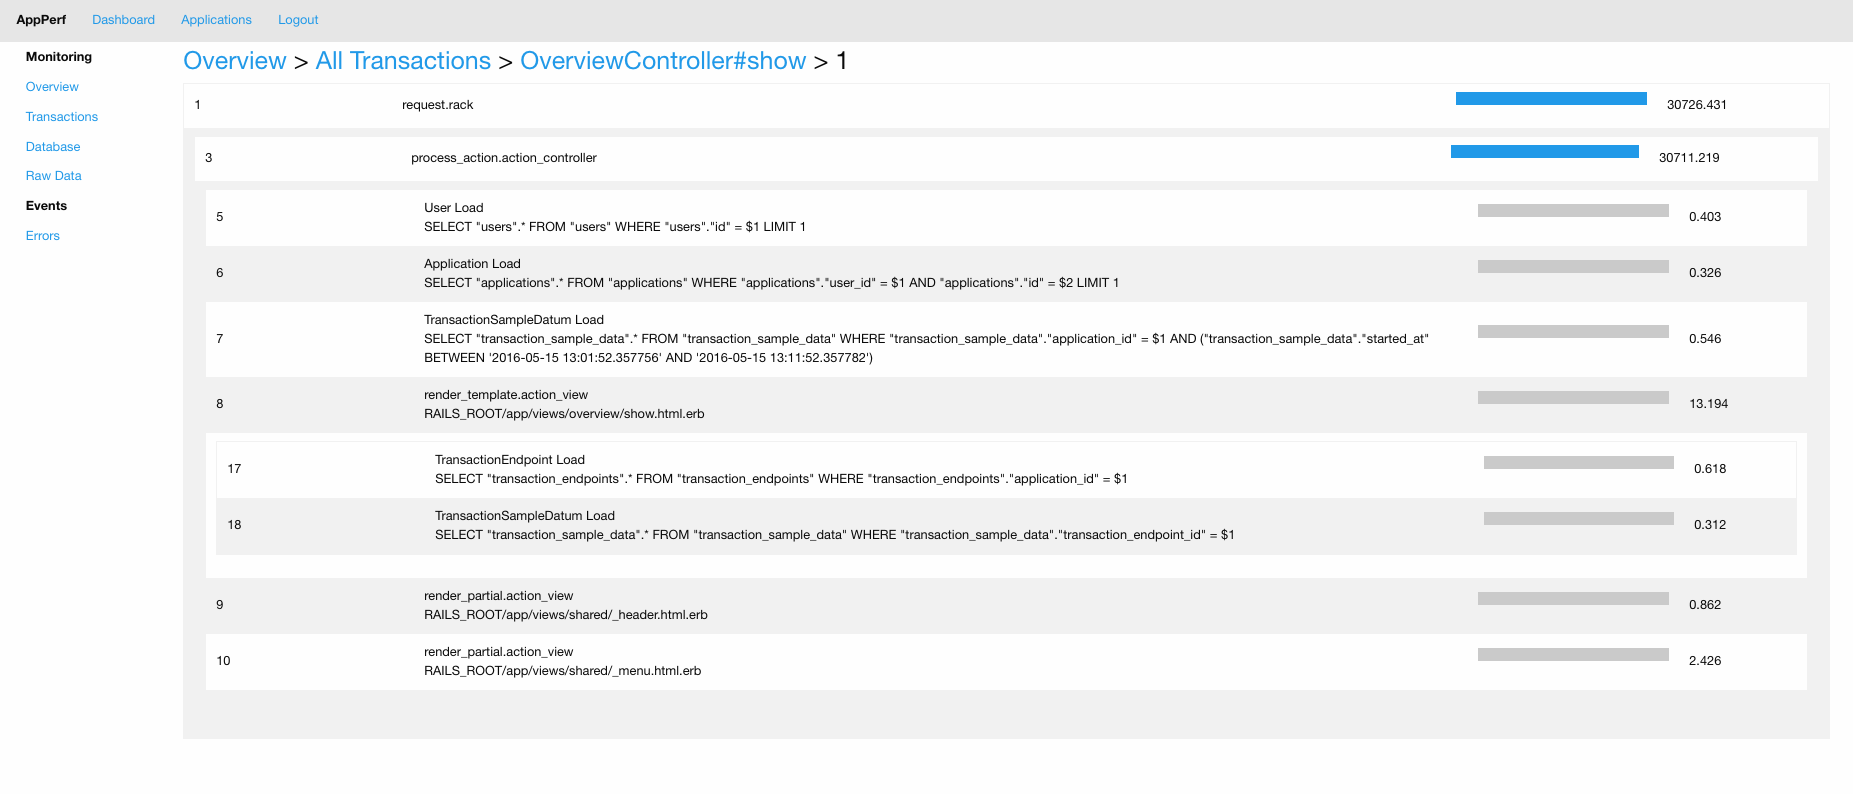 AppPerf Dashboard Applications Logout
Monitoring
Overview
Transactions
Database
Raw Data
Events
Errors
Overview > All Transactions > OverviewController#show > 1
1 request.rack 30726.431
3 process_action.action_controller 30711.219
5 User Load 0.403
SELECT "users".* FROM "users" WHERE "users"."id" = $1 LIMIT 1
6 Application Load 0.326
SELECT "applications".* FROM "applications" WHERE "applications"."user_id" = $1 AND "applications"."id" = $2 LIMIT 1
7 TransactionSampleDatum Load 0.546
SELECT "transaction_sample_data".* FROM "transaction_sample_data" WHERE "transaction_sample_data"."application_id" = $1 AND ("transaction_sample_data"."started_at"
BETWEEN '2016-05-15 13:01:52.357756' AND '2016-05-15 13:11:52.357782')
8 render_template.action_view 13.194
RAILS_ROOT/app/views/overview/show.html.erb
17 TransactionEndpoint Load 0.618
SELECT "transaction_endpoints".* FROM "transaction_endpoints" WHERE "transaction_endpoints"."application_id" = $1
18 TransactionSampleDatum Load 0.312
SELECT "transaction_sample_data".* FROM "transaction_sample_data" WHERE "transaction_sample_data"."transaction_endpoint_id" = $1
9 render_partial.action_view 0.862
RAILS_ROOT/app/views/shared/_header.html.erb
10 render_partial.action_view 2.426
RAILS_ROOT/app/views/shared/_menu.html.erb